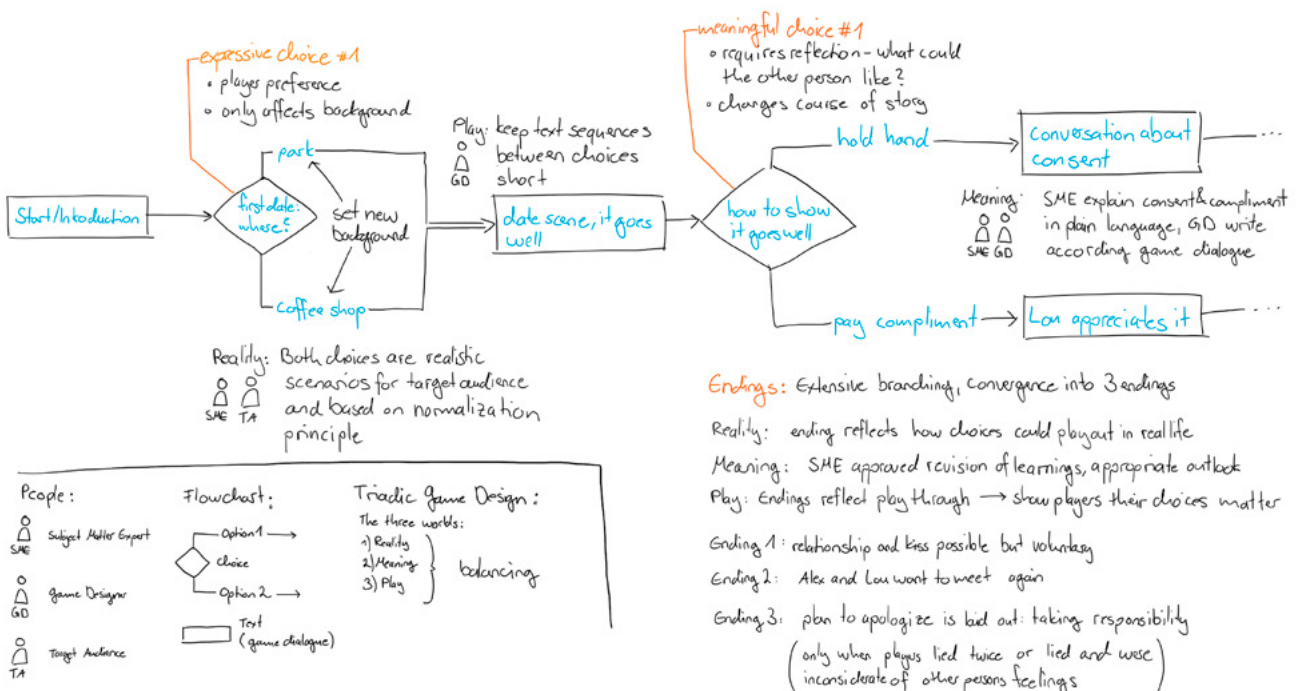 expressive choice #1
• player preference
• only affects background
meaningful choice #1
• requires reflection - what could
the other person like?
• changes course of story
Start/Introduction
first date:
where?
park
set new
background
coffee shop
Play: keep text sequences
between choices
short
GD
date scene, it goes
well
how to show
it goes well
hold hand
Conversation about
consent
...
Meaning: SME explain consent & compliment
in plain language, GD write
according game dialogue
SME GD
pay compliment
Lou appreciates it
...
Reality: Both choices are realistic
scenarios for target audience
and based on normalization
principle
SME TA
Endings: Extensive branching, convergence into 3 endings
Reality: ending reflects how choices could play out in real life
Meaning: SME approved revision of learnings, appropriate outlook
Play: Endings reflect play through → show players their choices matter
Ending 1: relationship and kiss possible but voluntary
Ending 2: Alex and Lou want to meet again
Ending 3: plan to apologize is laid out: taking responsibility
(only when players lied twice or lied and were
inconsiderate of other persons feelings)
People:
SME Subject Matter Expert
GD Game Designer
TA Target Audience
Flowchart:
Option 1
choice
Option 2
Text
(game dialogue)
Triadic Game Design:
The three worlds:
1) Reality
2) Meaning
3) Play
balancing